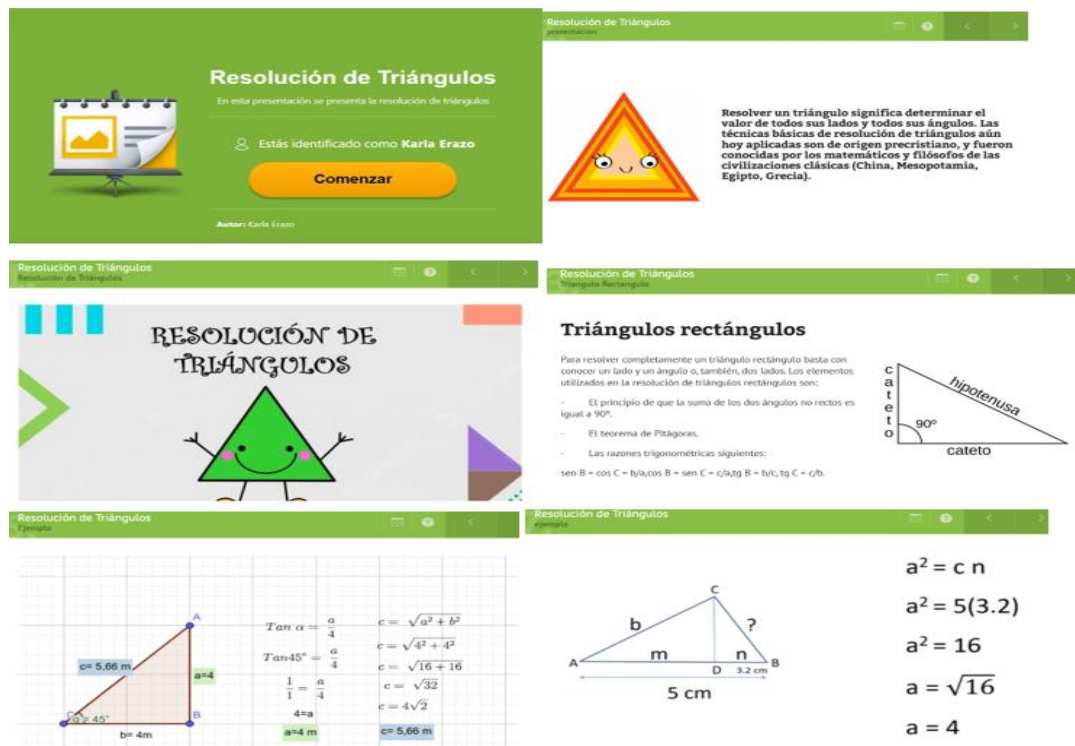 Resolución de Triángulos
En esta presentación se presenta la resolución de triángulos
Estás identificado como Karla Erazo
Comenzar
Autor: Karla Erazo
Resolución de Triángulos
presentacion
Resolver un triángulo significa determinar el
valor de todos sus lados y todos sus ángulos. Las
técnicas básicas de resolución de triángulos aún
hoy aplicadas son de origen precristiano, y fueron
conocidas por los matemáticos y filósofos de las
civilizaciones clásicas (China, Mesopotamia,
Egipto, Grecia).
Resolución de Triángulos
Resolución de Triángulos
RESOLUCIÓN DE
TRIÁNGULOS
Resolución de Triángulos
Triangulo Rectangulo
Triángulos rectángulos
Para resolver completamente un triángulo rectángulo basta con
conocer un lado y un ángulo o, también, dos lados. Los elementos
utilizados en la resolución de triángulos rectángulos son:
- El principio de que la suma de los dos ángulos no rectos es
igual a 90º.
- El teorema de Pitágoras.
- Las razones trigonométricas siguientes:
sen B = cos C = b/a,cos B = sen C = c/a,tg B = b/c, tg C = c/b.
cateto
hipotenusa
90º
cateto
Resolución de Triángulos
Ejemplo
A
c= 5,66 m
a=4
C
α = 45°
B
b= 4m
Tan α = a/4
Tan45° = a/4
1/1 = a/4
4=a
a=4 m
c = √a² + b²
c = √4² + 4²
c = √16 + 16
c = √32
c = 4√2
c= 5,66 m
Resolución de Triángulos
ejemplo
C
b
?
m
n
A
D
3.2 cm
B
5 cm
a² = c n
a² = 5(3.2)
a² = 16
a = √16
a = 4